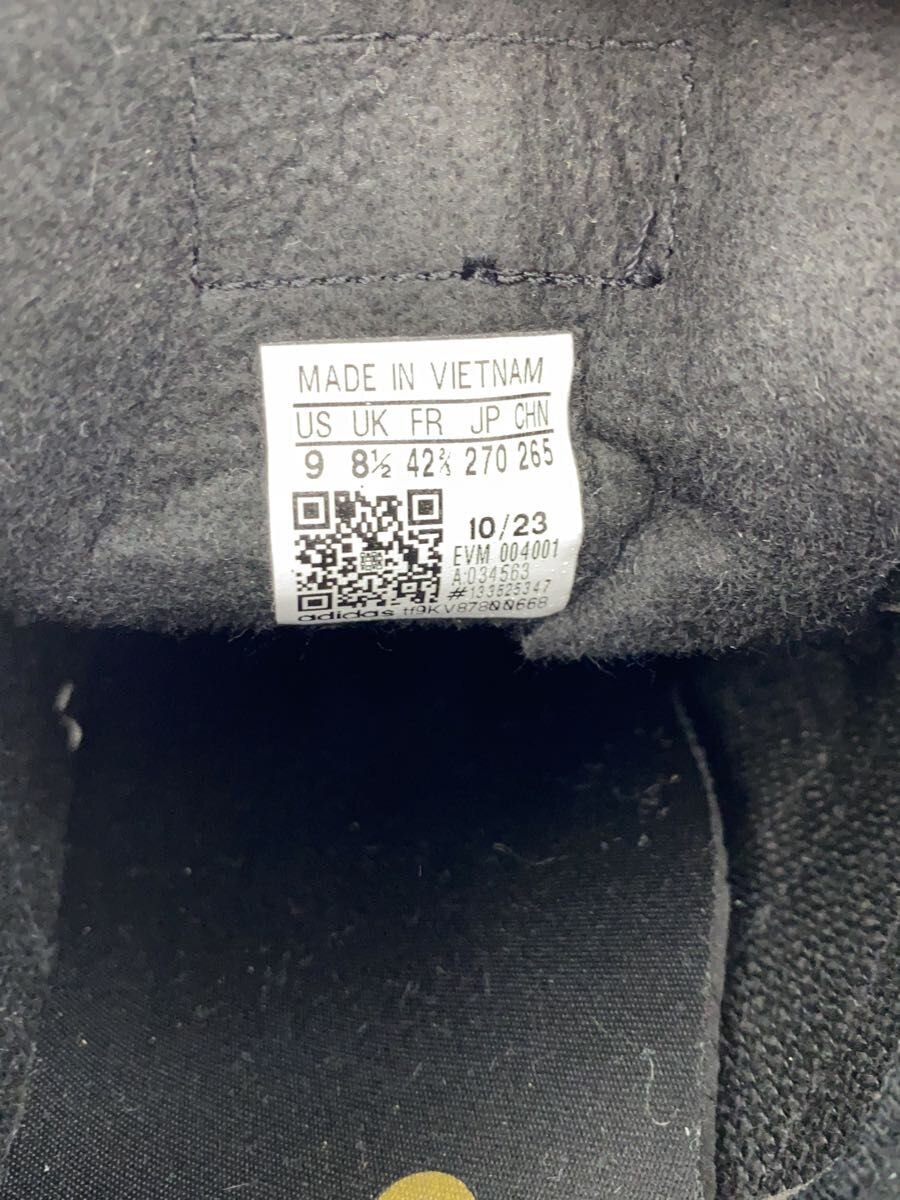 MADE IN VIETNAM
US UK FR JP CHN
9 8½ 42⅔ 270 265
10/23
EVM 004001
A:034563
#133525347
adidas tf9KV87800668